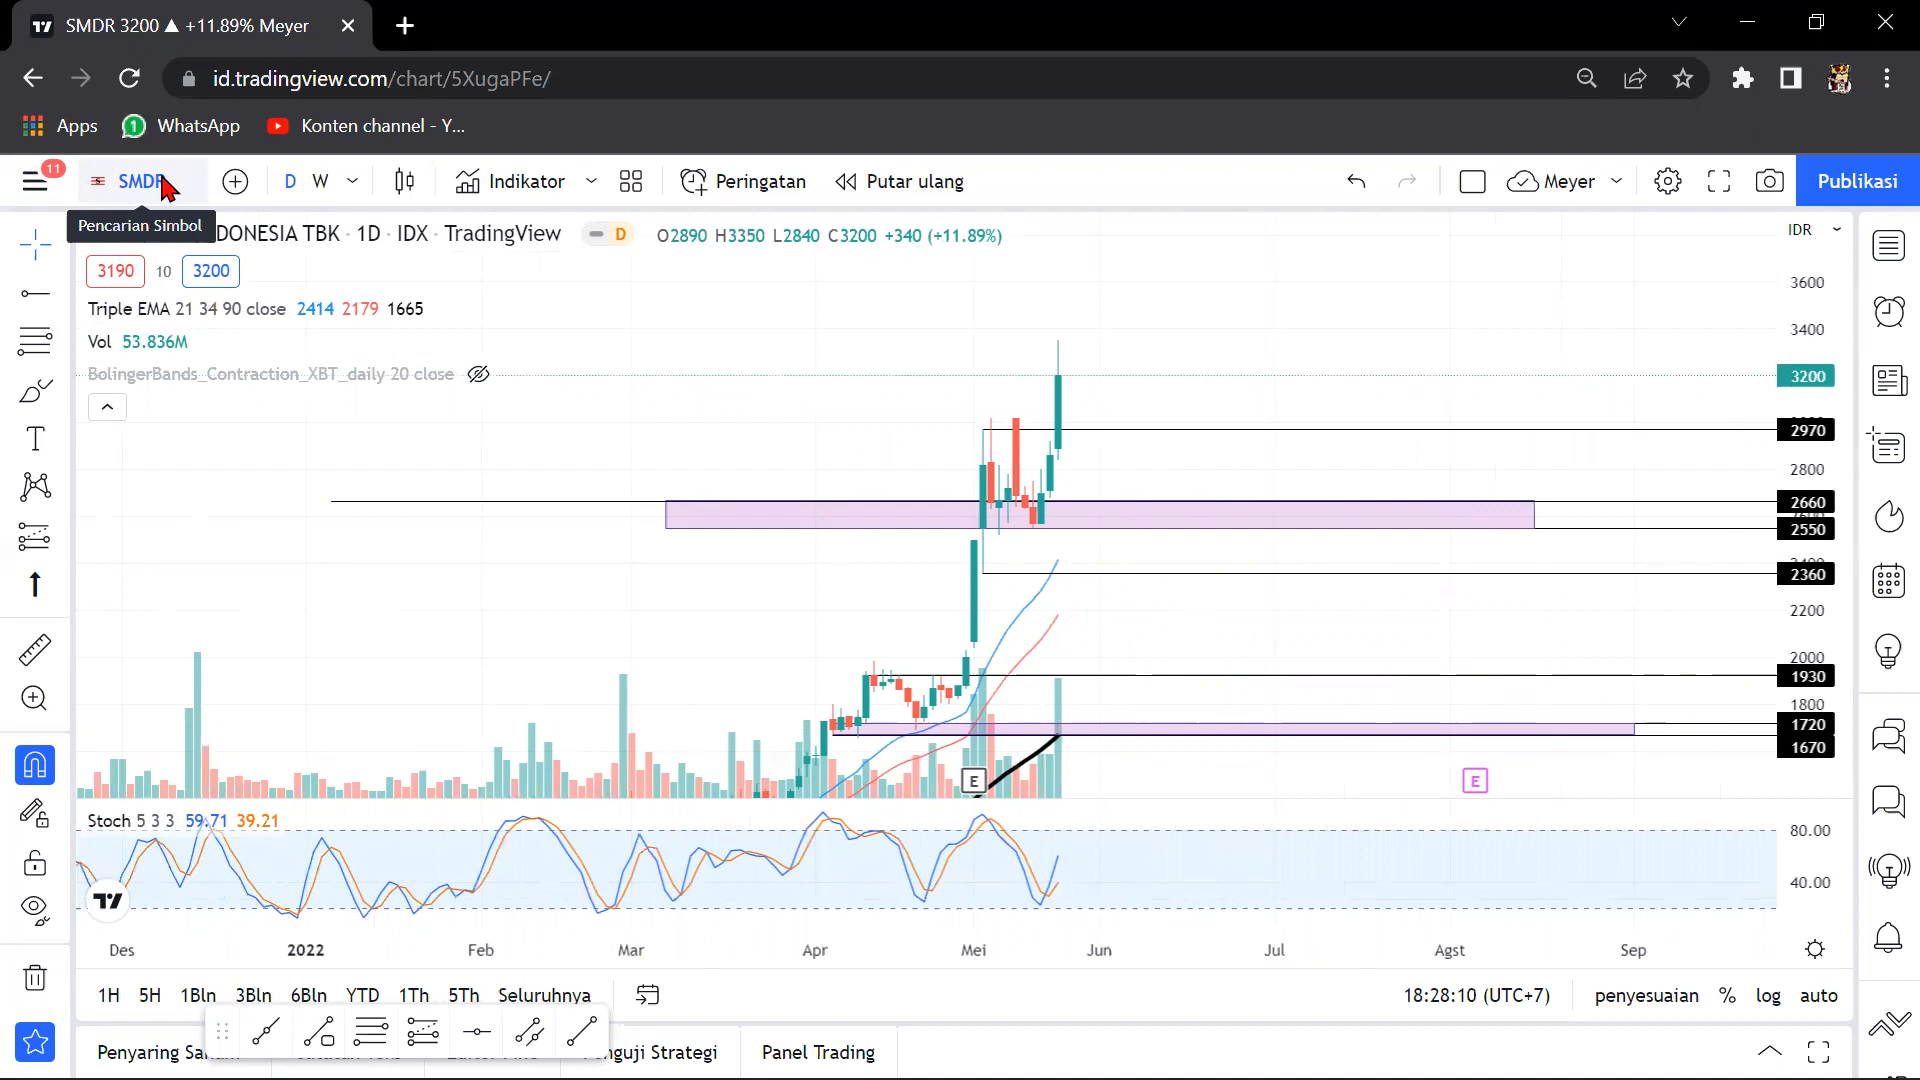 SMDR 3200 ▲ +11.89% Meyer
id.tradingview.com/chart/5XugaPFe/
Apps
WhatsApp
Konten channel - Y...
11
SMDR
D W
Indikator
Peringatan
Putar ulang
Meyer
Publikasi
Pencarian Simbol
ONESIA TBK · 1D · IDX · TradingView
D
O2890 H3350 L2840 C3200 +340 (+11.89%)
IDR
3190 10 3200
Triple EMA 21 34 90 close 2414 2179 1665
Vol 53.836M
BolingerBands_Contraction_XBT_daily 20 close
3600
3400
3200
2970
2800
2660
2550
2360
2200
2000
1930
1800
1720
1670
E
E
Stoch 5 3 3 59.71 39.21
80.00
40.00
Des 2022 Feb Mar Apr Mei Jun Jul Agst Sep
1H 5H 1Bln 3Bln 6Bln YTD 1Th 5Th Seluruhnya
18:28:10 (UTC+7)
penyesuaian % log auto
Penyaring
nguji Strategi
Panel Trading